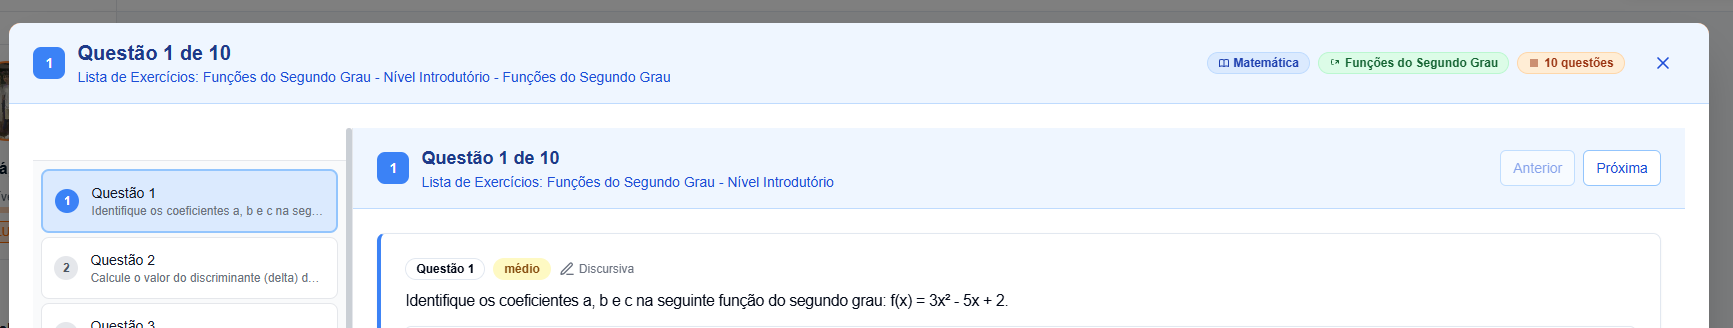 1
Questão 1 de 10
Lista de Exercícios: Funções do Segundo Grau - Nível Introdutório - Funções do Segundo Grau
Matemática
Funções do Segundo Grau
10 questões
1
Questão 1
Identifique os coeficientes a, b e c na seg...
2
Questão 2
Calcule o valor do discriminante (delta) d...
Questão 3
1
Questão 1 de 10
Lista de Exercícios: Funções do Segundo Grau - Nível Introdutório
Anterior
Próxima
Questão 1
médio
Discursiva
Identifique os coeficientes a, b e c na seguinte função do segundo grau: f(x) = 3x² - 5x + 2.